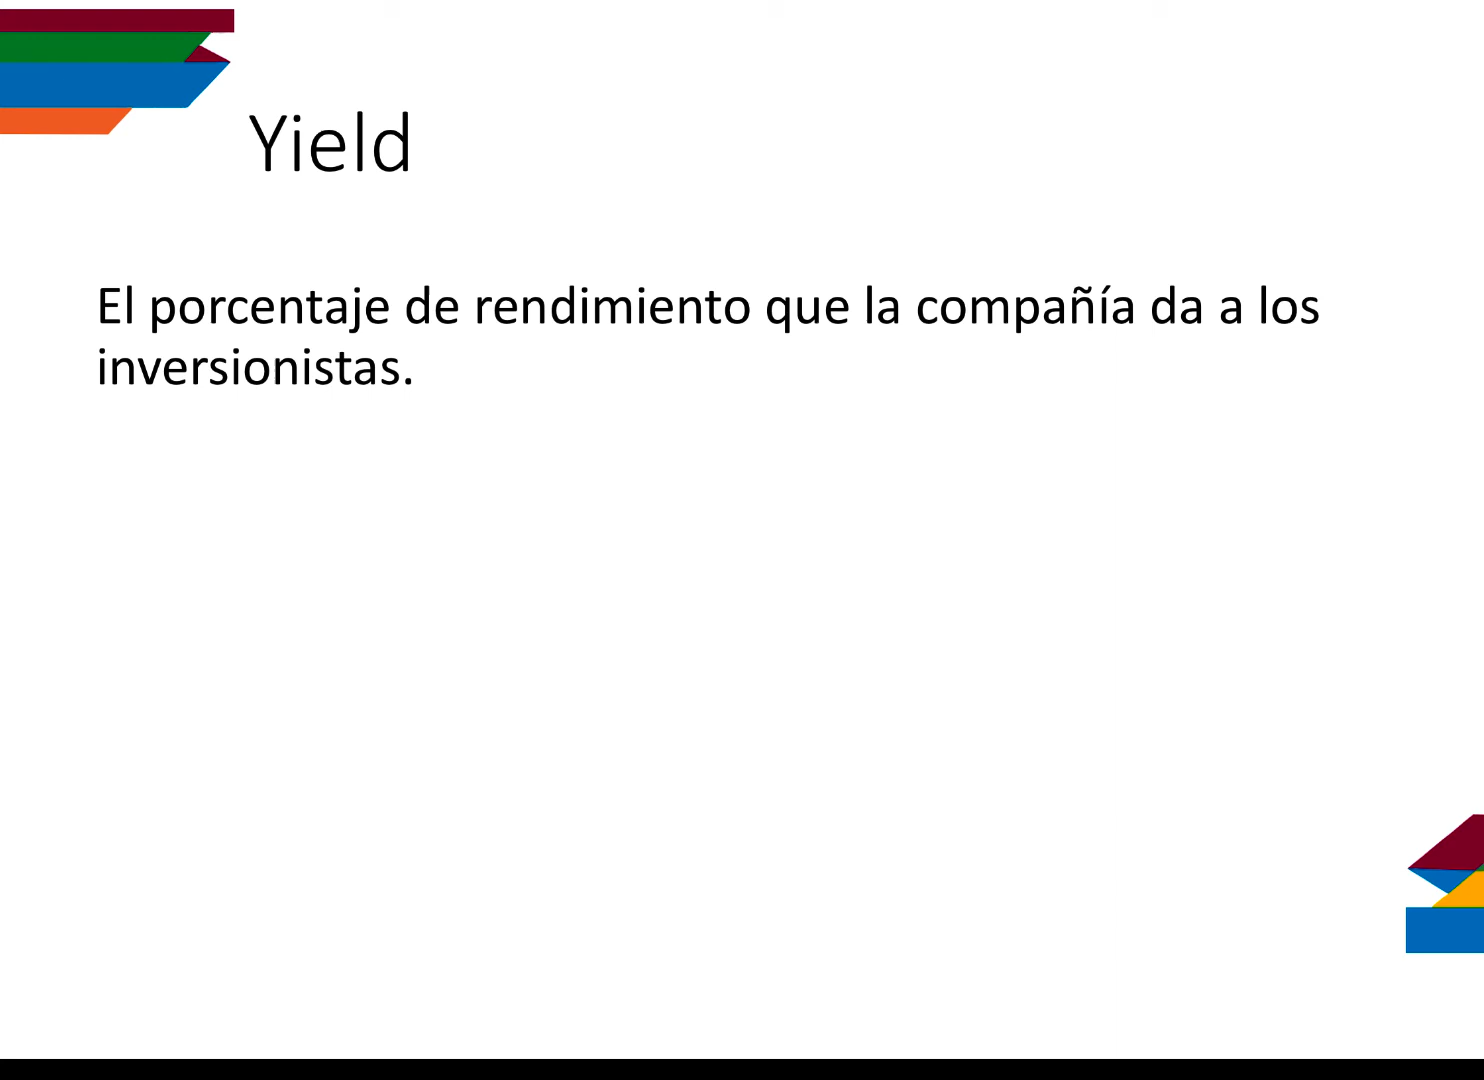 Yield
El porcentaje de rendimiento que la compañía da a los
inversionistas.